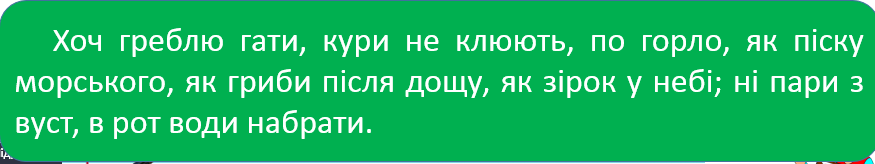 Хоч греблю гати, кури не клюють, по горло, як піску
морського, як гриби після дощу, як зірок у небі; ні пари з
вуст, в рот води набрати.